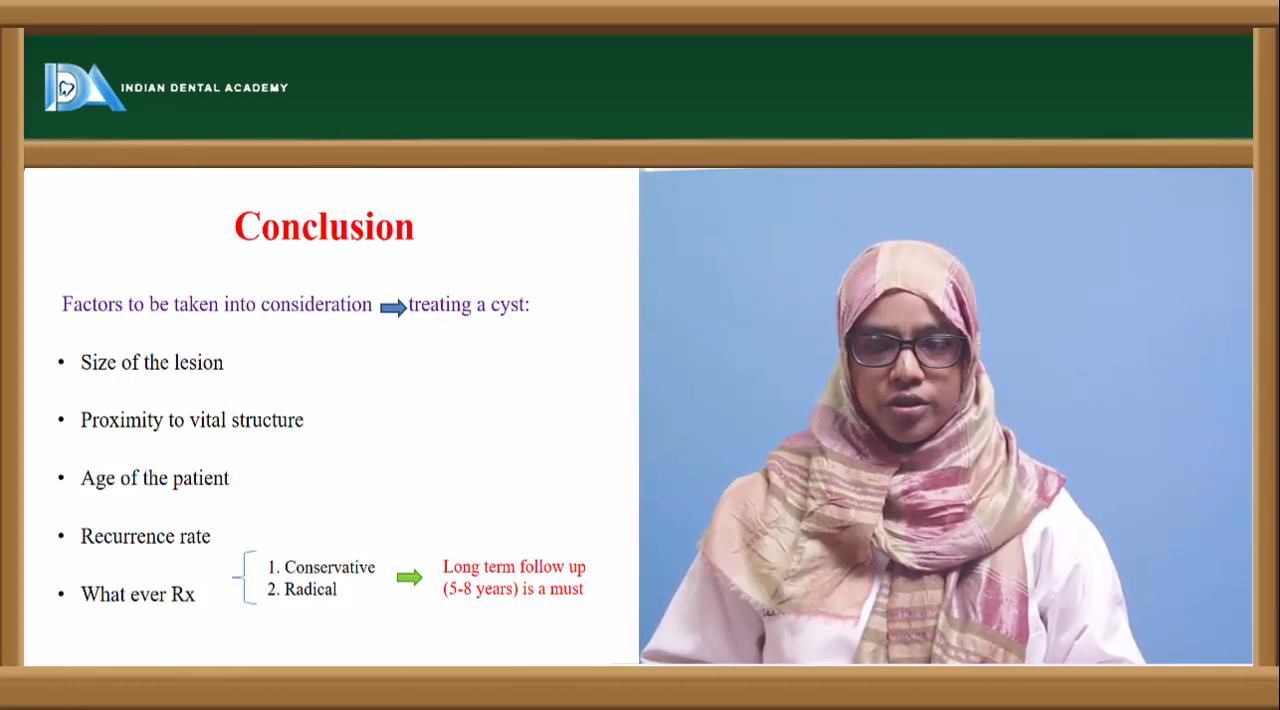 IDA INDIAN DENTAL ACADEMY
Conclusion
Factors to be taken into consideration treating a cyst:
• Size of the lesion
• Proximity to vital structure
• Age of the patient
• Recurrence rate
• What ever Rx
1. Conservative
2. Radical
Long term follow up
(5-8 years) is a must